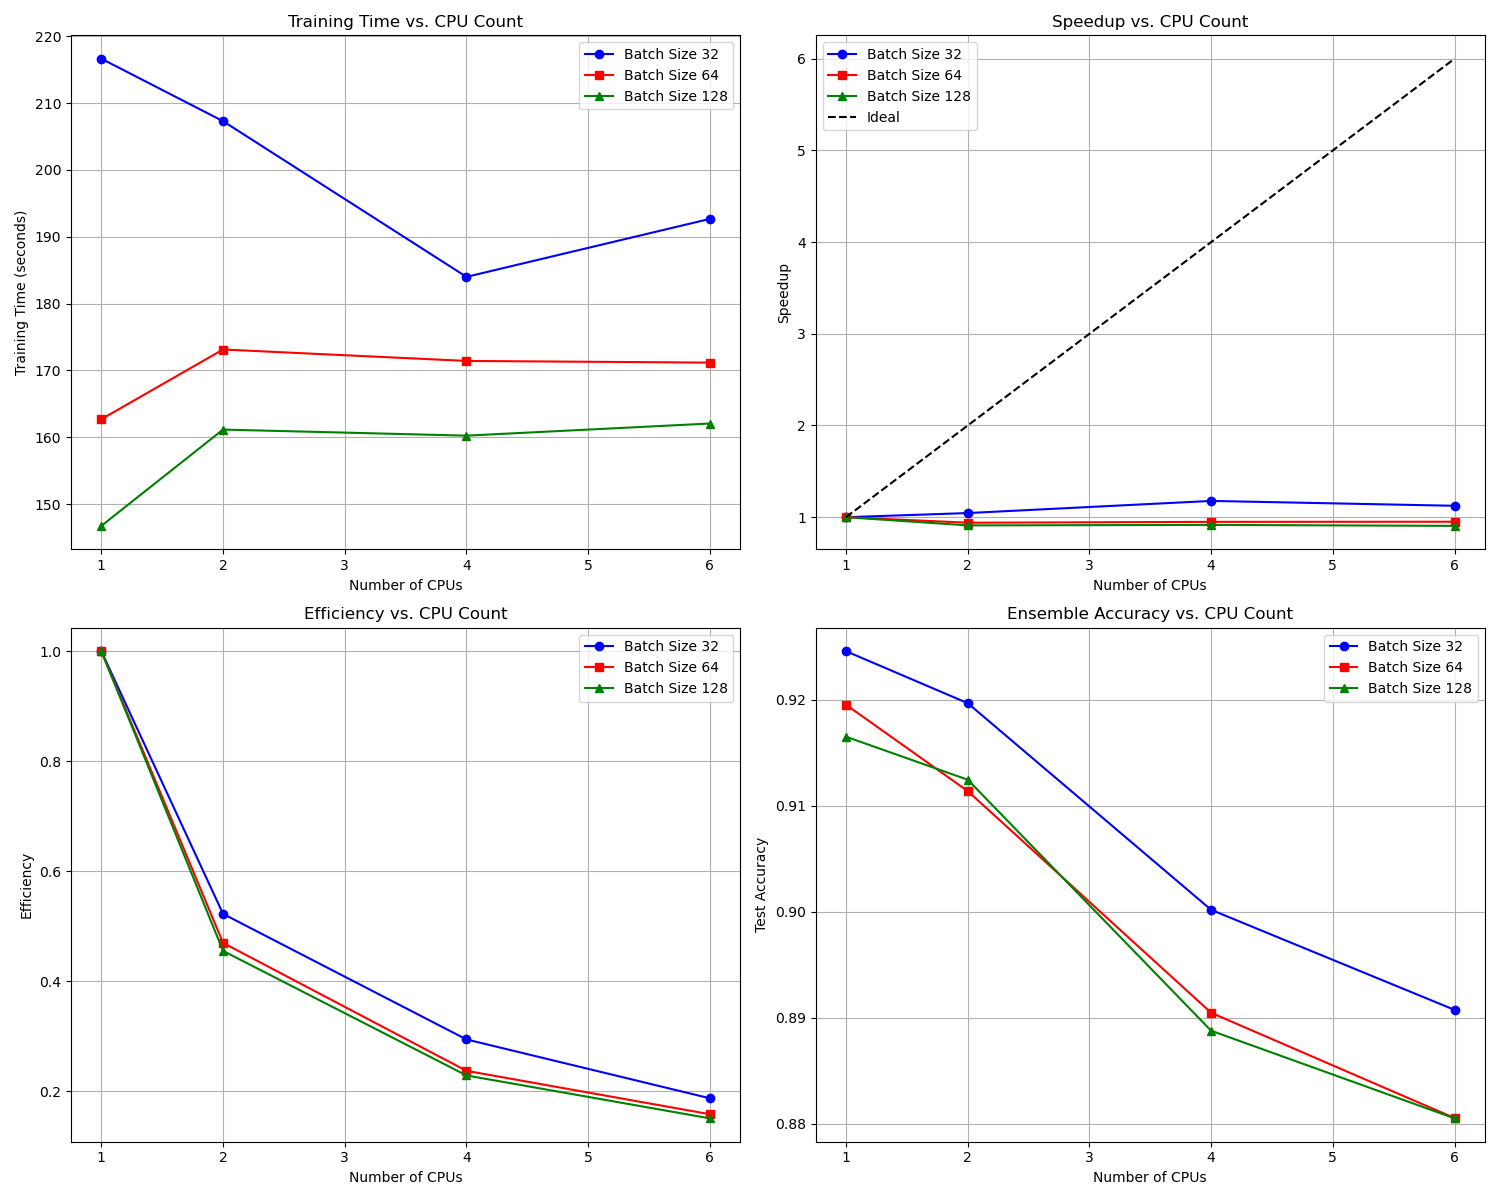 Training Time vs. CPU Count
Training Time (seconds)
220
210
200
190
180
170
160
150
Batch Size 32
Batch Size 64
Batch Size 128
1 2 3 4 5 6
Number of CPUs
Speedup vs. CPU Count
Speedup
6
5
4
3
2
1
Batch Size 32
Batch Size 64
Batch Size 128
Ideal
1 2 3 4 5 6
Number of CPUs
Efficiency vs. CPU Count
Efficiency
1.0
0.8
0.6
0.4
0.2
Batch Size 32
Batch Size 64
Batch Size 128
1 2 3 4 5 6
Number of CPUs
Ensemble Accuracy vs. CPU Count
Test Accuracy
0.92
0.91
0.90
0.89
0.88
Batch Size 32
Batch Size 64
Batch Size 128
1 2 3 4 5 6
Number of CPUs